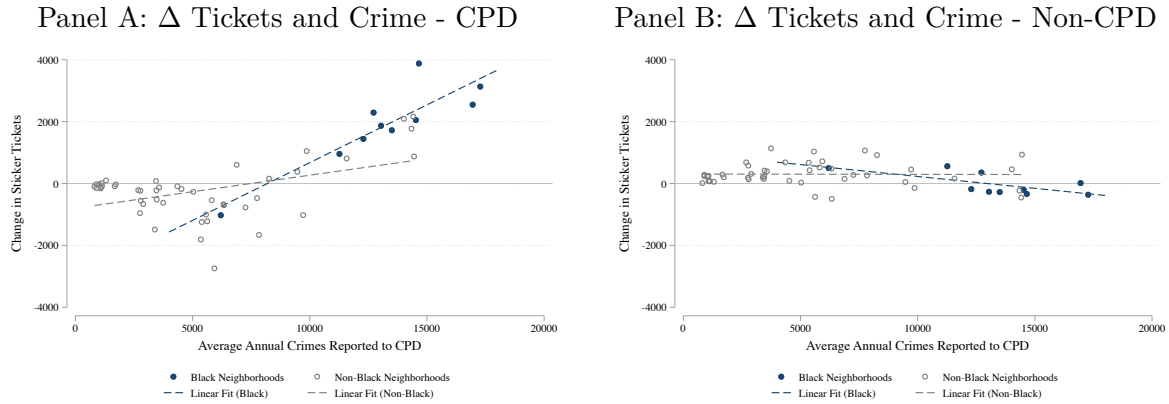 Panel A: Δ Tickets and Crime - CPD
Panel B: Δ Tickets and Crime - Non-CPD
Change in Sticker Tickets
4000
2000
0
-2000
-4000
0 5000 10000 15000 20000
Average Annual Crimes Reported to CPD
Black Neighborhoods Non-Black Neighborhoods
Linear Fit (Black) Linear Fit (Non-Black)
Change in Sticker Tickets
4000
2000
0
-2000
-4000
0 5000 10000 15000 20000
Average Annual Crimes Reported to CPD
Black Neighborhoods Non-Black Neighborhoods
Linear Fit (Black) Linear Fit (Non-Black)